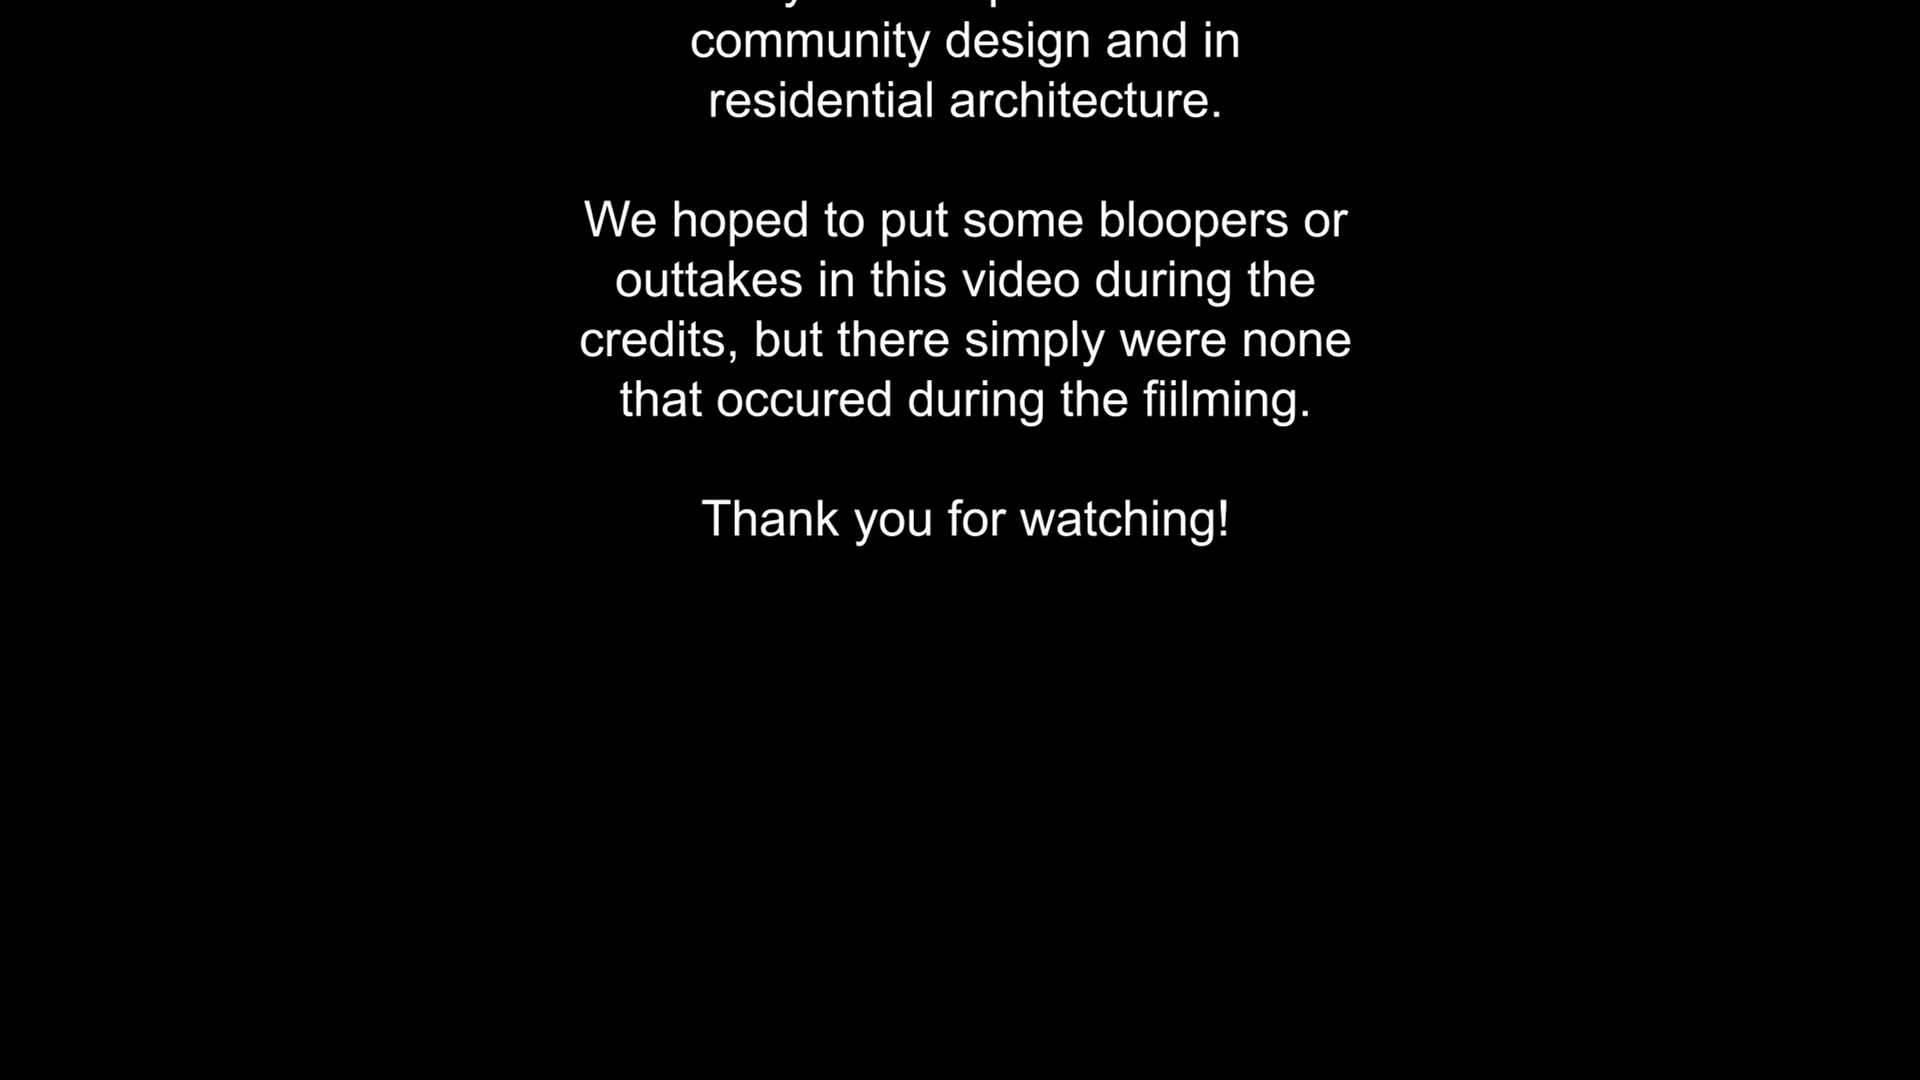 community design and in
residential architecture.
We hoped to put some bloopers or
outtakes in this video during the
credits, but there simply were none
that occured during the fiilming.
Thank you for watching!